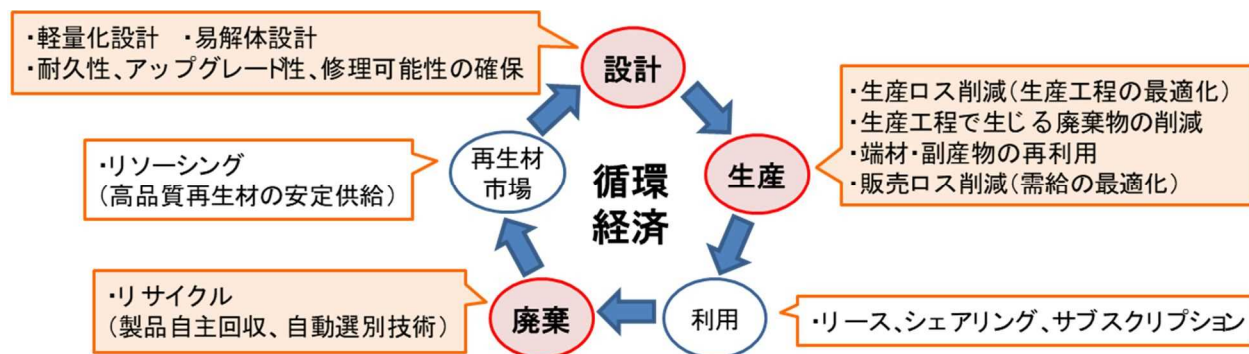 ・軽量化設計　・易解体設計
・耐久性、アップグレード性、修理可能性の確保
設計
・生産ロス削減（生産工程の最適化）
・生産工程で生じる廃棄物の削減
・端材・副産物の再利用
・販売ロス削減（需給の最適化）
生産
・リソーシング
（高品質再生材の安定供給）
再生材
市場
循環
経済
・リサイクル
（製品自主回収、自動選別技術）
廃棄
利用
・リース、シェアリング、サブスクリプション